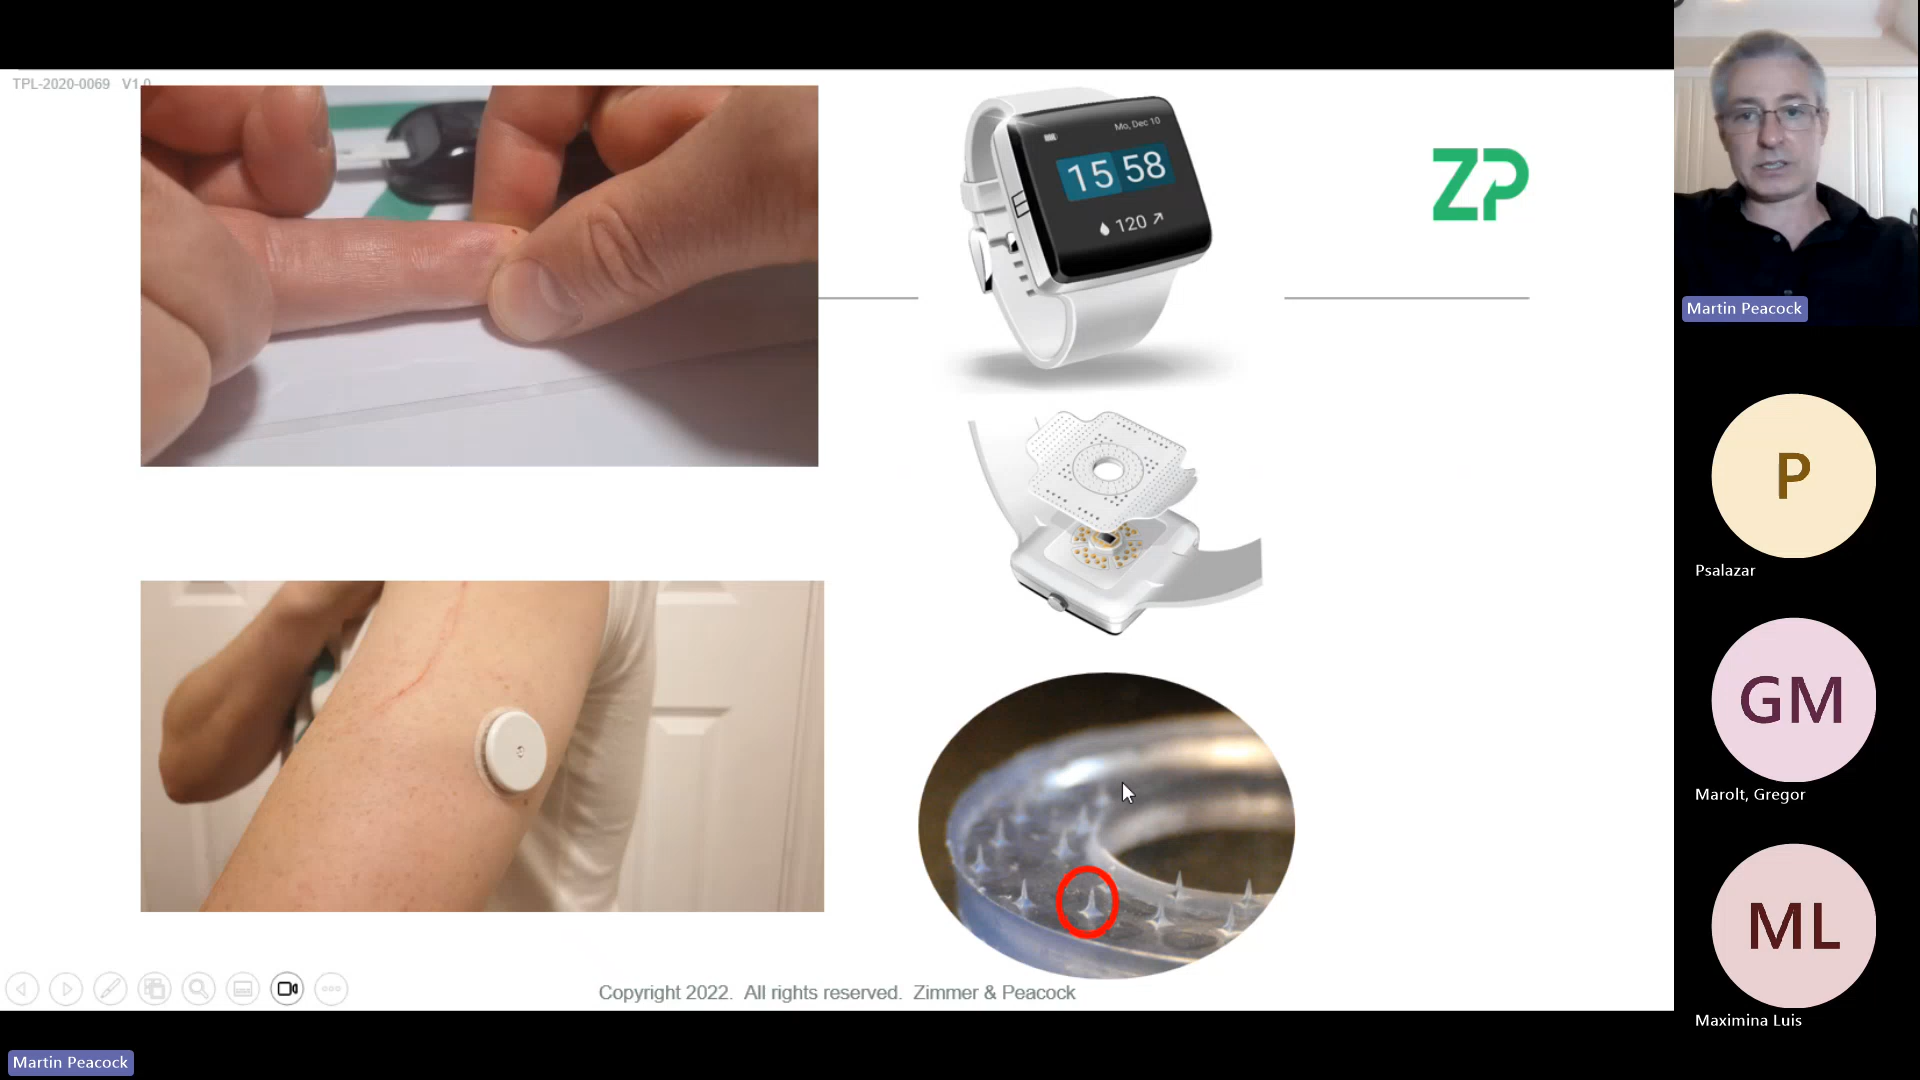 TPL-2020-0069 V1.0
Mo, Dec 10
15 58
120
ZP
Copyright 2022. All rights reserved. Zimmer & Peacock
Martin Peacock
P
Psalazar
GM
Marolt, Gregor
ML
Maximina Luis
Martin Peacock